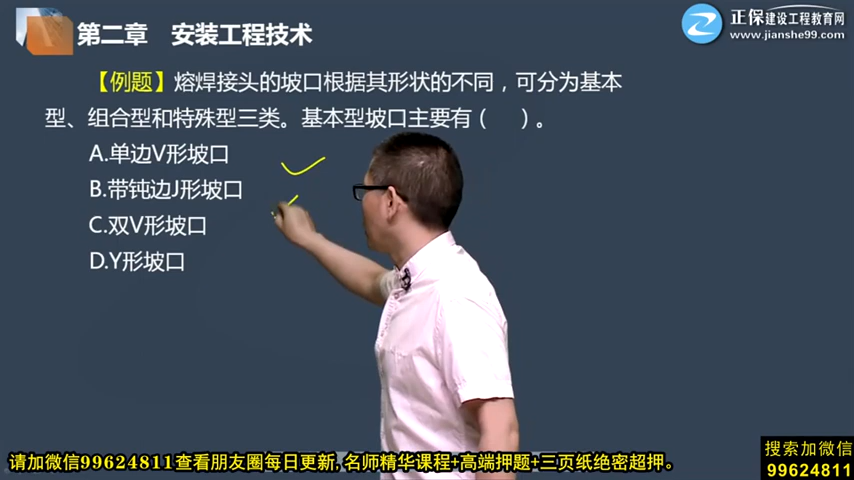 第二章 安装工程技术
正保建设工程教育网
www.jianshe99.com
【例题】熔焊接头的坡口根据其形状的不同，可分为基本
型、组合型和特殊型三类。基本型坡口主要有（ ）。
A.单边V形坡口
B.带钝边J形坡口
C.双V形坡口
D.Y形坡口
请加微信99624811查看朋友圈每日更新,名师精华课程+高端押题+三页纸绝密超押。
搜索加微信
99624811